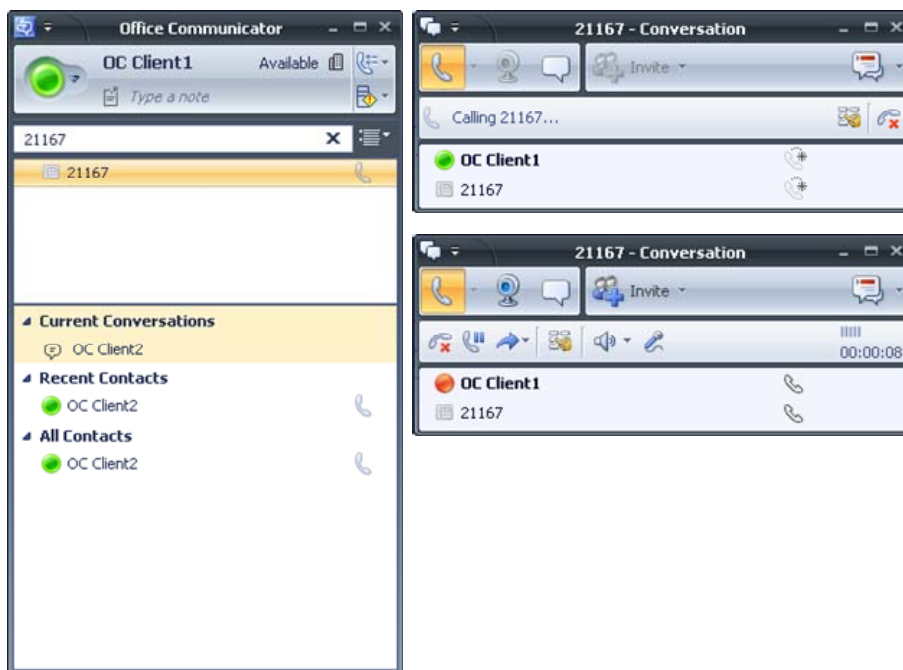 Office Communicator
OC Client1 Available
Type a note
21167
21167
Current Conversations
OC Client2
Recent Contacts
OC Client2
All Contacts
OC Client2
21167 - Conversation
Invite
Calling 21167...
OC Client1
21167
21167 - Conversation
Invite
00:00:08
OC Client1
21167